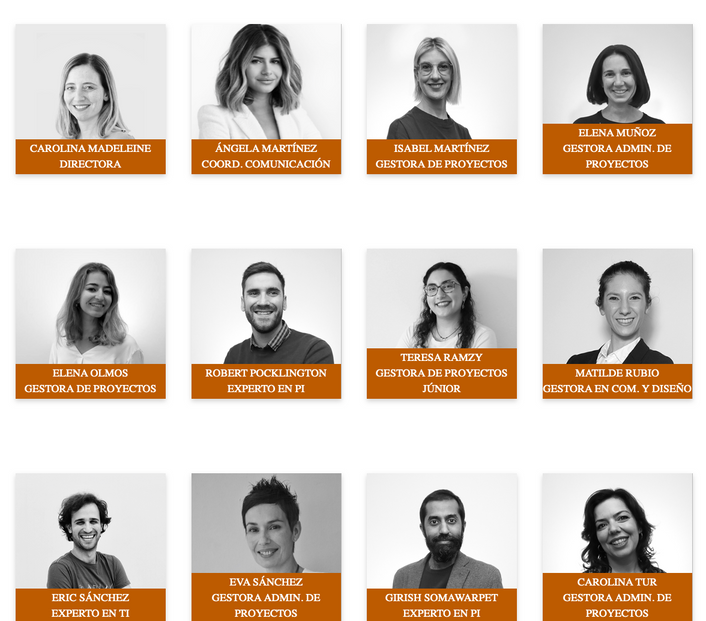 CAROLINA MADELEINE
DIRECTORA
ÁNGELA MARTÍNEZ
COORD. COMUNICACIÓN
ISABEL MARTÍNEZ
GESTORA DE PROYECTOS
ELENA MUÑOZ
GESTORA ADMIN. DE
PROYECTOS
ELENA OLMOS
GESTORA DE PROYECTOS
ROBERT POCKLINGTON
EXPERTO EN PI
TERESA RAMZY
GESTORA DE PROYECTOS
JÚNIOR
MATILDE RUBIO
GESTORA EN COM. Y DISEÑO
ERIC SÁNCHEZ
EXPERTO EN TI
EVA SÁNCHEZ
GESTORA ADMIN. DE
PROYECTOS
GIRISH SOMAWARPET
EXPERTO EN PI
CAROLINA TUR
GESTORA ADMIN. DE
PROYECTOS